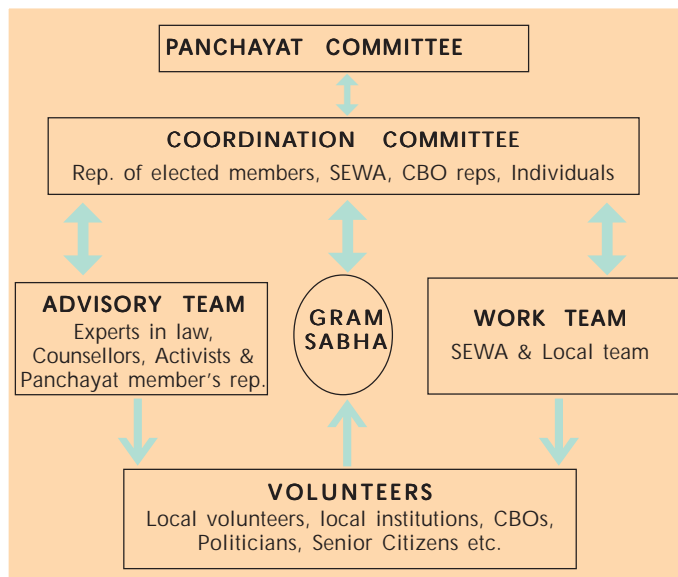 PANCHAYAT COMMITTEE
COORDINATION COMMITTEE
Rep. of elected members, SEWA, CBO reps, Individuals
ADVISORY TEAM
Experts in law,
Counsellors, Activists &
Panchayat member's rep.
GRAM
SABHA
WORK TEAM
SEWA & Local team
VOLUNTEERS
Local volunteers, local institutions, CBOs,
Politicians, Senior Citizens etc.